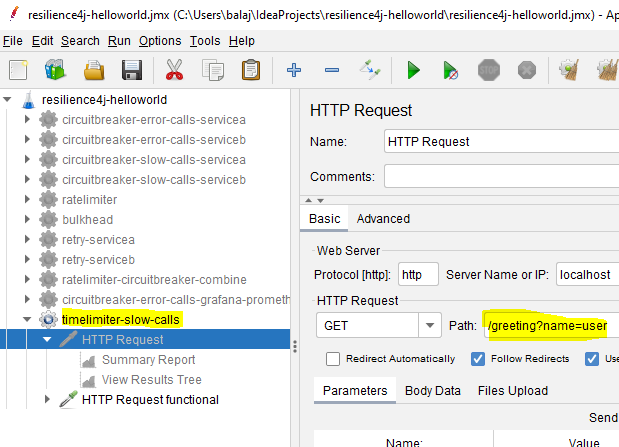 resilience4j-helloworld.jmx (C:\Users\balaj\IdeaProjects\resilience4j-helloworld\resilience4j-helloworld.jmx) - Ap
File Edit Search Run Options Tools Help
resilience4j-helloworld
circuitbreaker-error-calls-servicea
circuitbreaker-error-calls-serviceb
circuitbreaker-slow-calls-servicea
circuitbreaker-slow-calls-serviceb
ratelimiter
bulkhead
retry-servicea
retry-serviceb
ratelimiter-circuitbreaker-combine
circuitbreaker-error-calls-grafana-prometh
timelimiter-slow-calls
HTTP Request
Summary Report
View Results Tree
HTTP Request functional
HTTP Request
Name: HTTP Request
Comments:
Basic Advanced
Web Server
Protocol [http]: http Server Name or IP: localhost
HTTP Request
GET Path: /greeting?name=user
Redirect Automatically Follow Redirects Use
Parameters Body Data Files Upload
Send
Name: Value